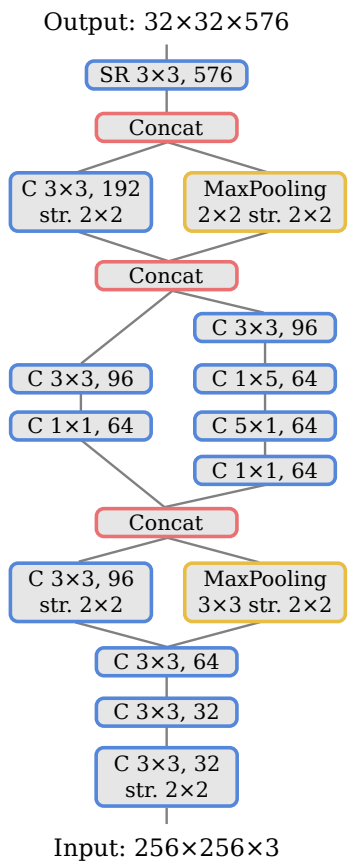 Output: 32×32×576
SR 3×3, 576
Concat
C 3×3, 192
str. 2×2
MaxPooling
2×2 str. 2×2
Concat
C 3×3, 96
C 3×3, 96
C 1×5, 64
C 1×1, 64
C 5×1, 64
C 1×1, 64
Concat
C 3×3, 96
str. 2×2
MaxPooling
3×3 str. 2×2
C 3×3, 64
C 3×3, 32
C 3×3, 32
str. 2×2
Input: 256×256×3